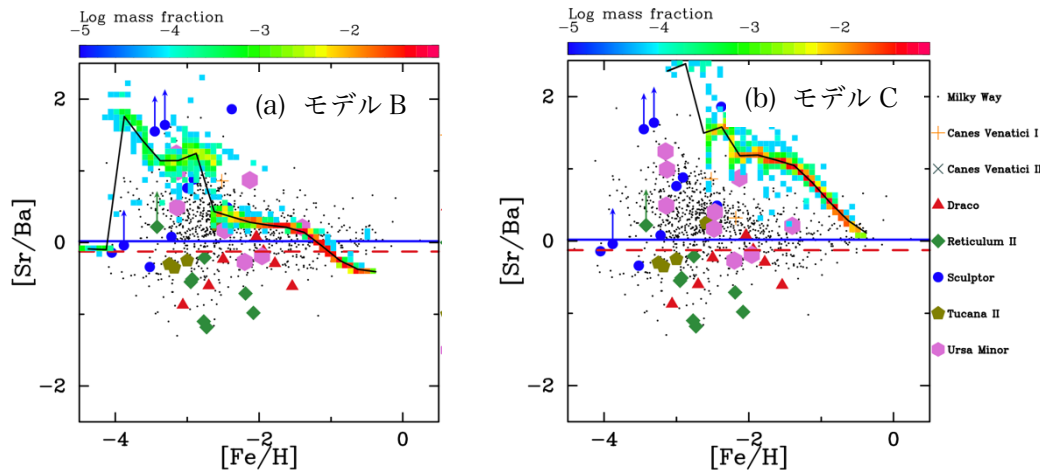 Log mass fraction
−5 −4 −3 −2
Log mass fraction
−5 −4 −3 −2
(a) モデル B
(b) モデル C
[Sr/Ba]
2
0
−2
[Sr/Ba]
2
0
−2
−4 −2 0
[Fe/H]
−4 −2 0
[Fe/H]
Milky Way
Canes Venatici I
Canes Venatici II
Draco
Reticulum II
Sculptor
Tucana II
Ursa Minor